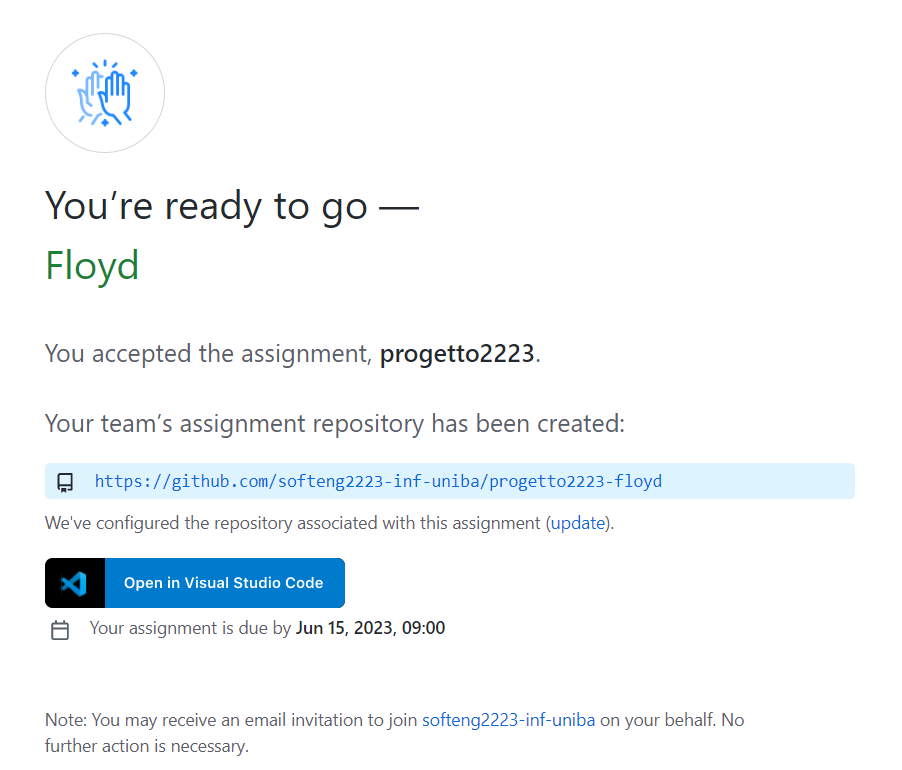 You’re ready to go —
Floyd
You accepted the assignment, progetto2223.
Your team’s assignment repository has been created:
https://github.com/softeng2223-inf-uniba/progetto2223-floyd
We've configured the repository associated with this assignment (update).
Open in Visual Studio Code
Your assignment is due by Jun 15, 2023, 09:00
Note: You may receive an email invitation to join softeng2223-inf-uniba on your behalf. No
further action is necessary.